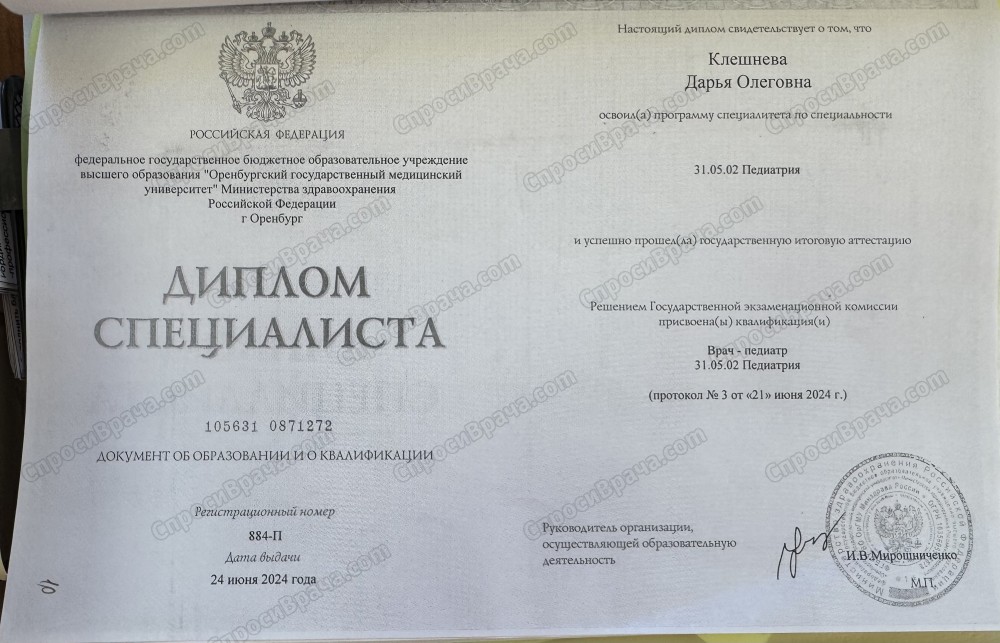 РОССИЙСКАЯ ФЕДЕРАЦИЯ
федеральное государственное бюджетное образовательное учреждение
высшего образования "Оренбургский государственный медицинский
университет" Министерства здравоохранения
Российской Федерации
г Оренбург
ДИПЛОМ
СПЕЦИАЛИСТА
105631 0871272
ДОКУМЕНТ ОБ ОБРАЗОВАНИИ И О КВАЛИФИКАЦИИ
Регистрационный номер
884-П
Дата выдачи
24 июня 2024 года
Настоящий диплом свидетельствует о том, что
Клешнева
Дарья Олеговна
освоил(а) программу специалитета по специальности
31.05.02 Педиатрия
и успешно прошел(ла) государственную итоговую аттестацию
Решением Государственной экзаменационной комиссии
присвоена(ы) квалификация(и)
Врач - педиатр
31.05.02 Педиатрия
(протокол № 3 от «21» июня 2024 г.)
Руководитель организации,
осуществляющей образовательную
деятельность
И.В.Мирошниченко
М.П.
СпросиВрача.com